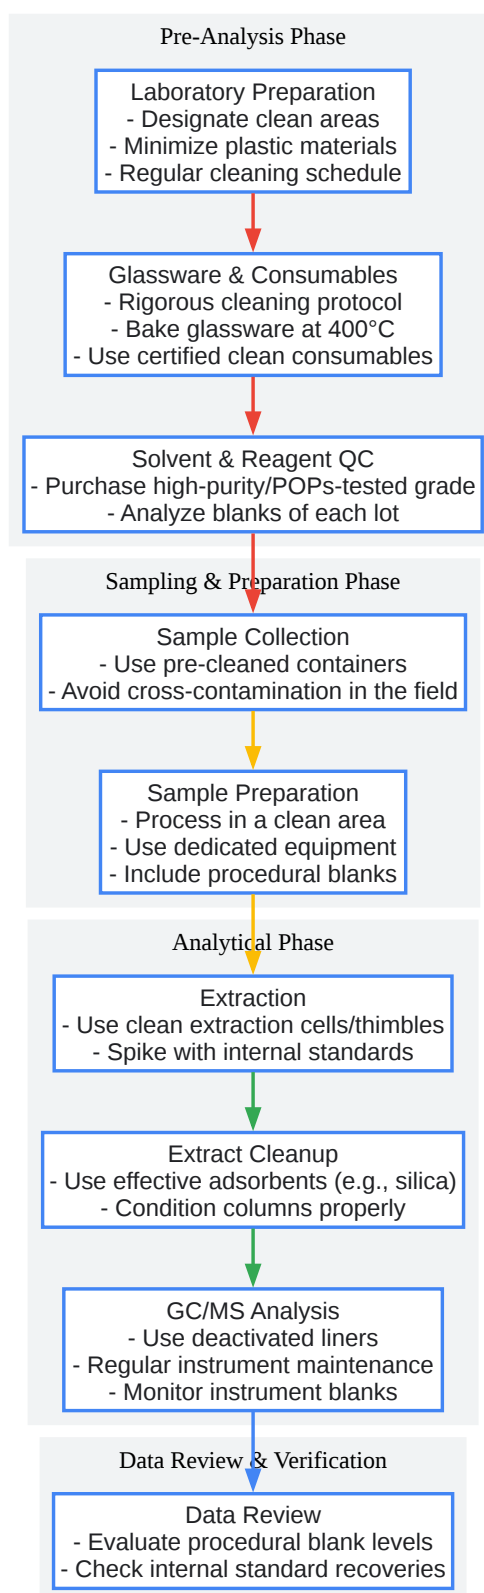 Pre-Analysis Phase
Laboratory Preparation
- Designate clean areas
- Minimize plastic materials
- Regular cleaning schedule
Glassware & Consumables
- Rigorous cleaning protocol
- Bake glassware at 400°C
- Use certified clean consumables
Solvent & Reagent QC
- Purchase high-purity/POPs-tested grade
- Analyze blanks of each lot
Sampling & Preparation Phase
Sample Collection
- Use pre-cleaned containers
- Avoid cross-contamination in the field
Sample Preparation
- Process in a clean area
- Use dedicated equipment
- Include procedural blanks
Analytical Phase
Extraction
- Use clean extraction cells/thimbles
- Spike with internal standards
Extract Cleanup
- Use effective adsorbents (e.g., silica)
- Condition columns properly
GC/MS Analysis
- Use deactivated liners
- Regular instrument maintenance
- Monitor instrument blanks
Data Review & Verification
Data Review
- Evaluate procedural blank levels
- Check internal standard recoveries